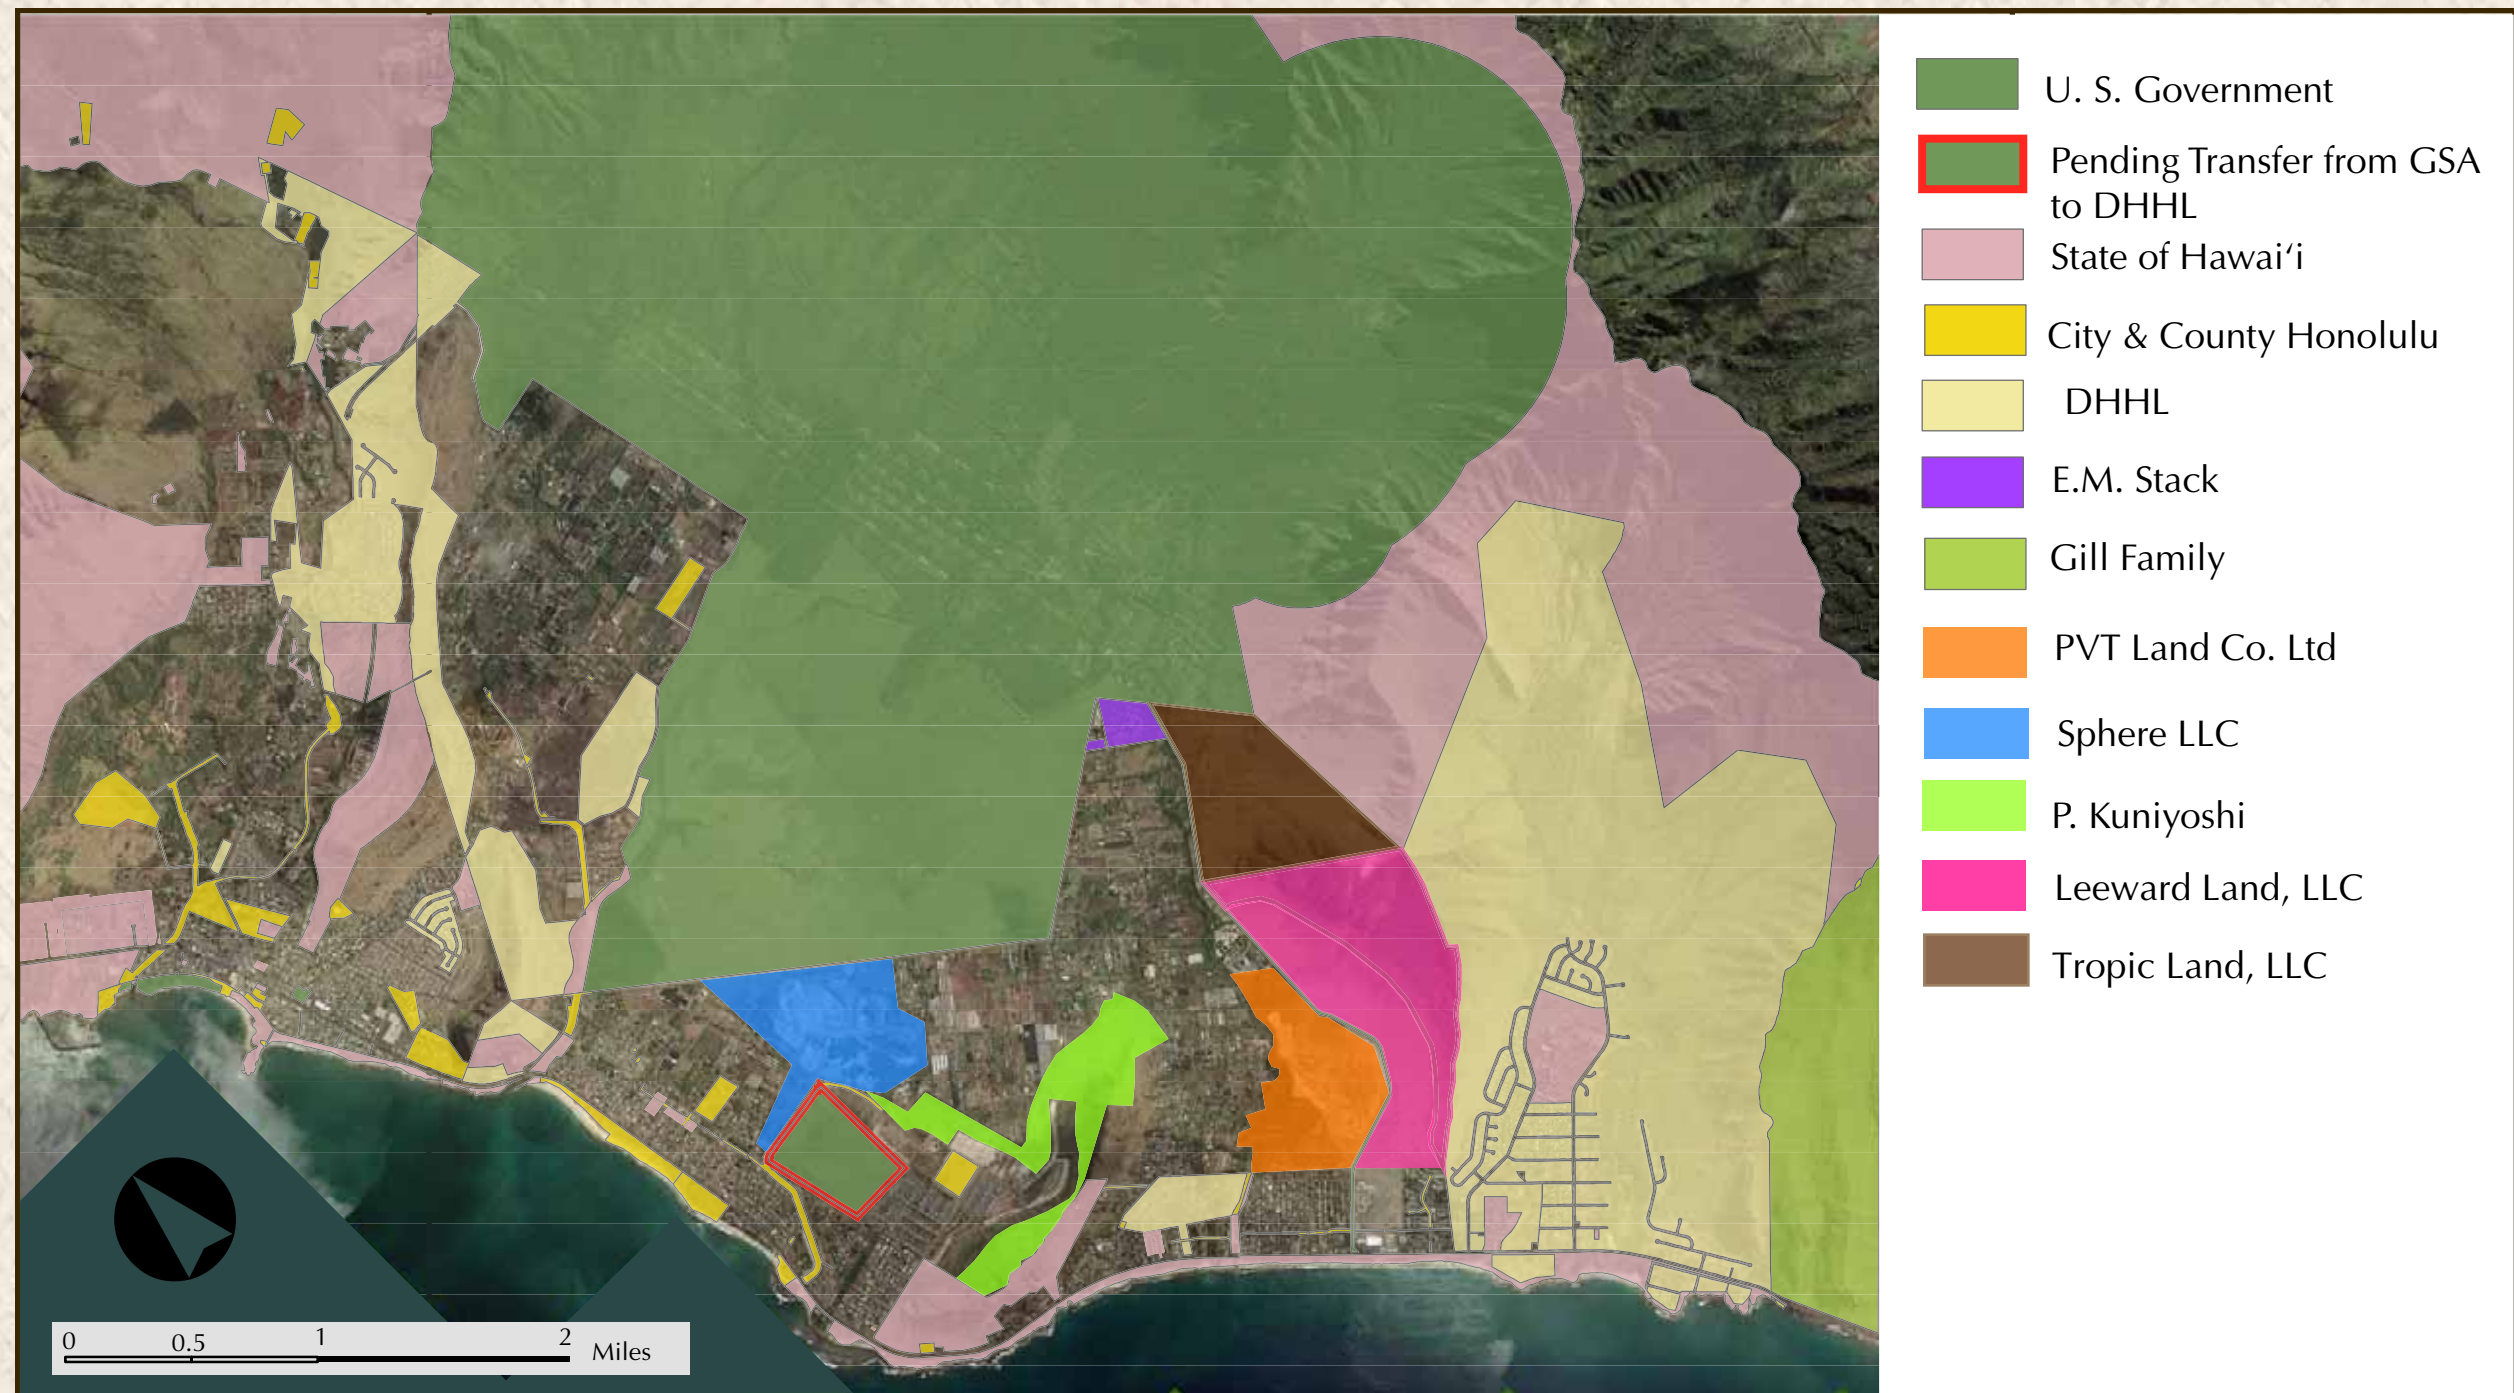 U. S. Government
Pending Transfer from GSA
to DHHL
State of Hawai‘i
City & County Honolulu
DHHL
E.M. Stack
Gill Family
PVT Land Co. Ltd
Sphere LLC
P. Kuniyoshi
Leeward Land, LLC
Tropic Land, LLC
0 0.5 1 2 Miles